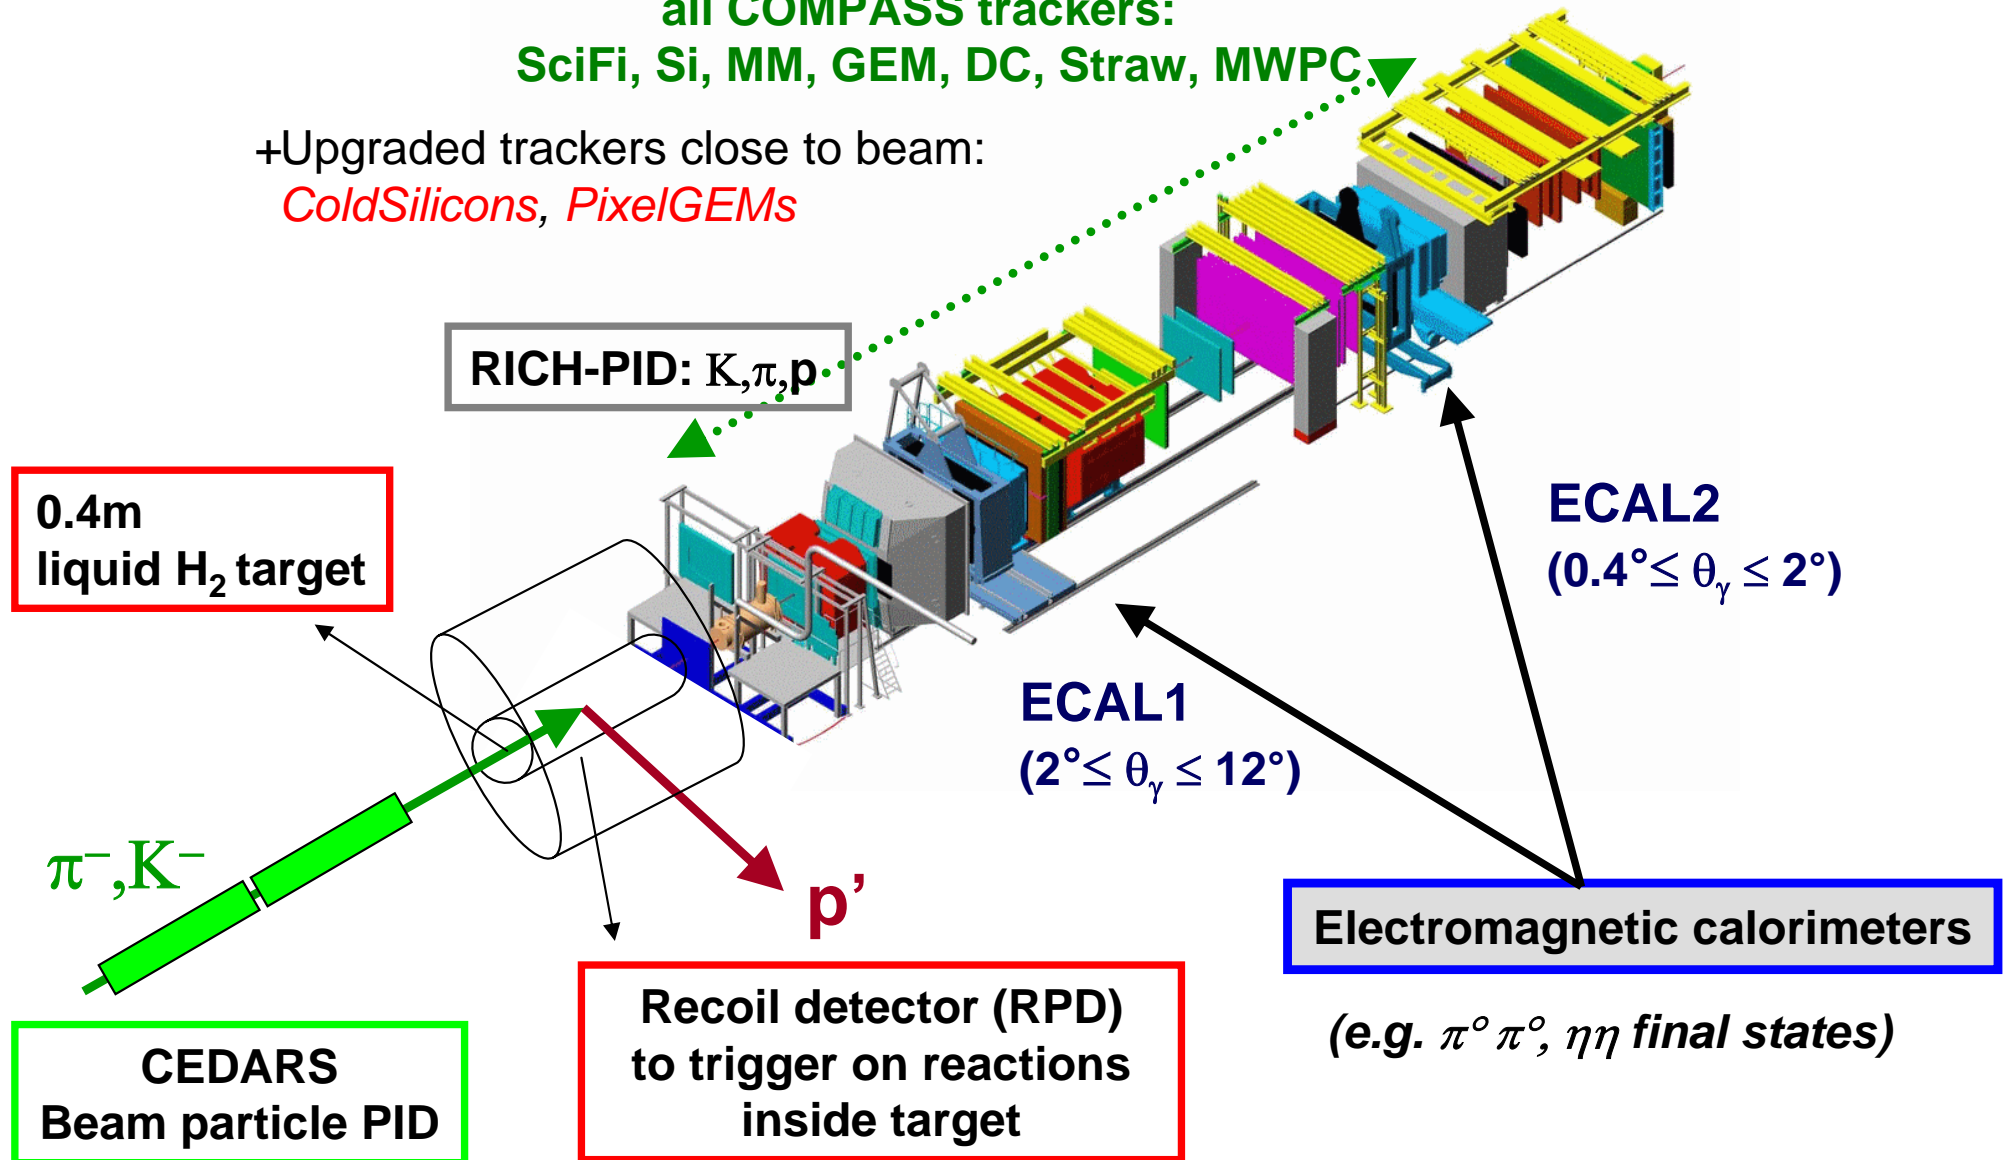 all COMPASS trackers:
SciFi, Si, MM, GEM, DC, Straw, MWPC
+Upgraded trackers close to beam:
ColdSilicons, PixelGEMs
RICH-PID: K,π,p
0.4m
liquid H₂ target
ECAL2
(0.4°≤ θᵧ ≤ 2°)
ECAL1
(2°≤ θᵧ ≤ 12°)
π⁻,K⁻
p’
Electromagnetic calorimeters
(e.g. π° π°, ηη final states)
Recoil detector (RPD)
to trigger on reactions
inside target
CEDARS
Beam particle PID